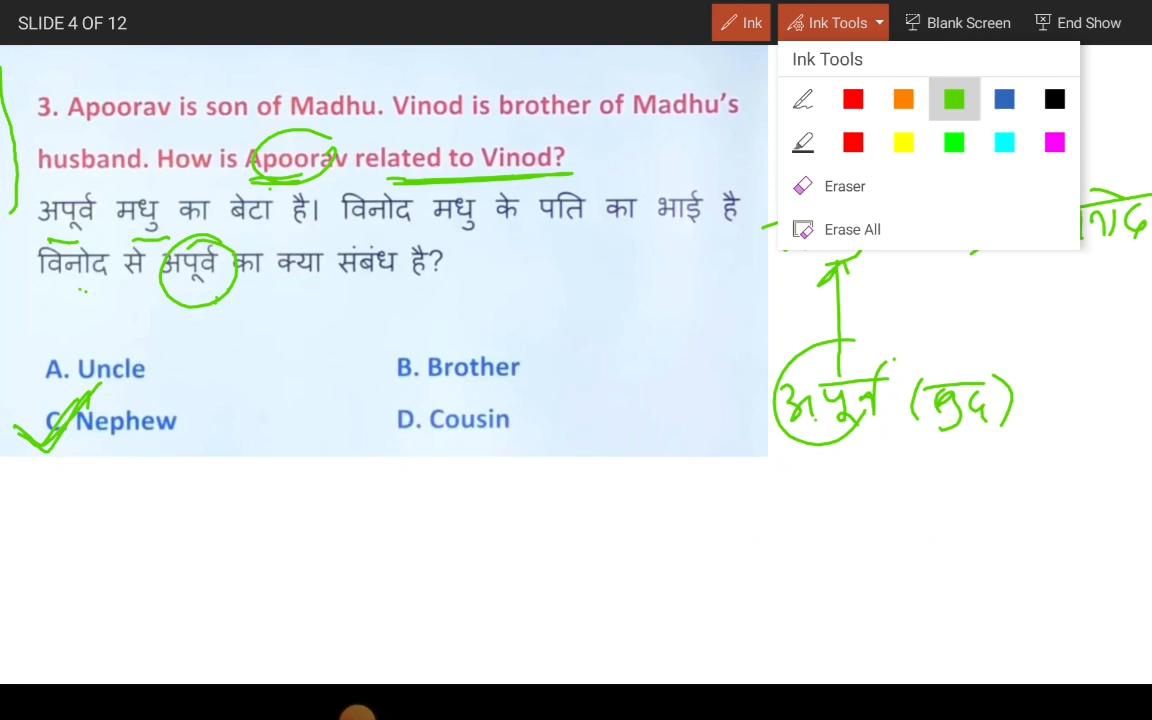 SLIDE 4 OF 12
Ink
Ink Tools
Blank Screen
End Show
Ink Tools
Eraser
Erase All
3. Apoorav is son of Madhu. Vinod is brother of Madhu's
husband. How is Apoorav related to Vinod?
अपूर्व मधु का बेटा है। विनोद मधु के पति का भाई है
विनोद से अपूर्व का क्या संबंध है?
A. Uncle
B. Brother
C. Nephew
D. Cousin
अपूर्व